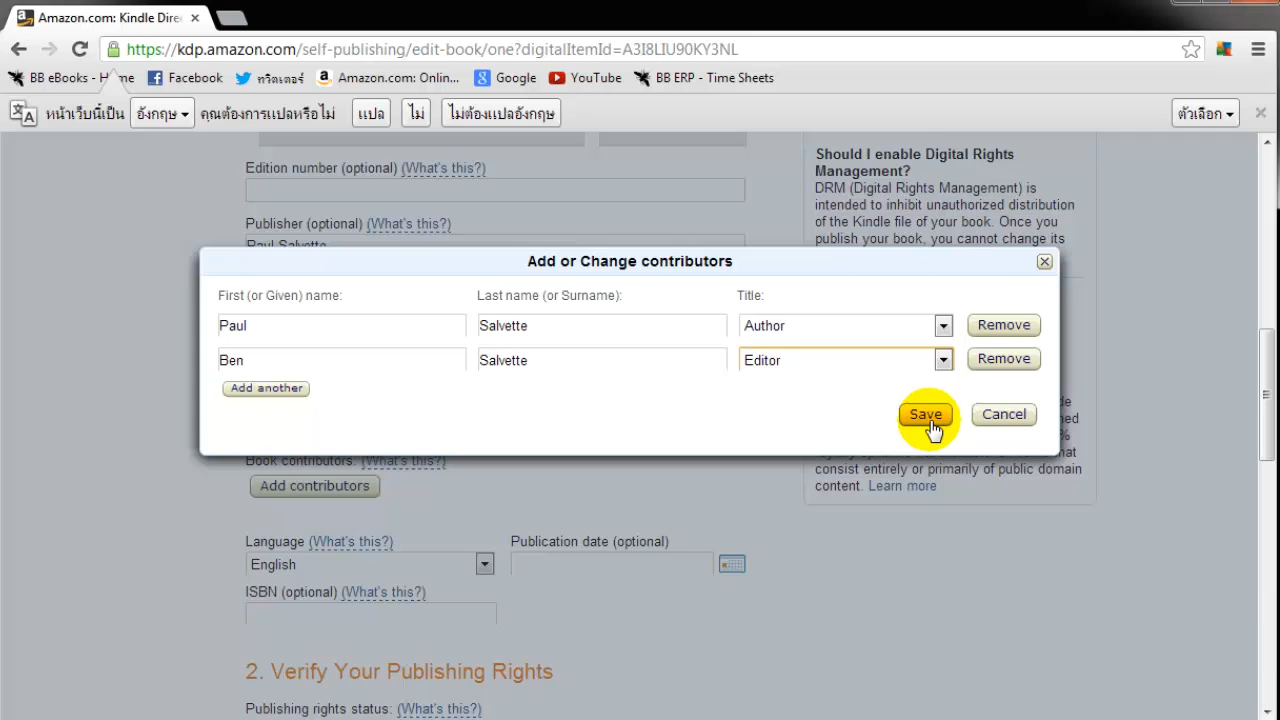 Amazon.com: Kindle Dire
https://kdp.amazon.com/self-publishing/edit-book/one?digitalItemId=A3I8LIU90KY3NL
BB eBooks - H me Facebook ทวิตเตอร์ Amazon.com: Onlin... Google YouTube BB ERP - Time Sheets
หน้าเว็บนี้เป็น อังกฤษ คุณต้องการแปลหรือไม่ แปล ไม่ ไม่ต้องแปลอังกฤษ ตัวเลือก
Edition number (optional) (What's this?)
Publisher (optional) (What's this?)
Paul Salvette
Should I enable Digital Rights
Management?
DRM (Digital Rights Management) is
intended to inhibit unauthorized distribution
of the Kindle file of your book. Once you
publish your book, you cannot change its
Add or Change contributors
First (or Given) name: Last name (or Surname): Title:
Paul Salvette Author Remove
Ben Salvette Editor Remove
Add another
Save Cancel
Book contributors: (What's this?)
Add contributors
de
ned
%
that
consist entirely or primarily of public domain
content. Learn more
Language (What's this?) Publication date (optional)
English
ISBN (optional) (What's this?)
2. Verify Your Publishing Rights
Publishing rights status: (What's this?)